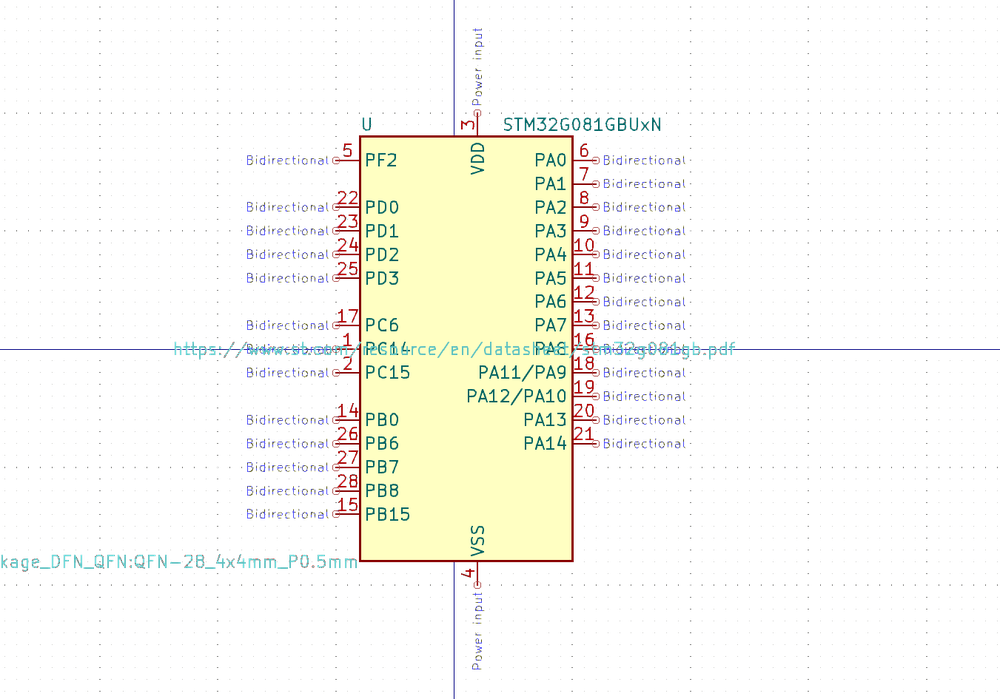 Power input
3
VDD
U STM32G081GBUxN
Bidirectional 5 PF2 PA0 6 Bidirectional
PA1 7 Bidirectional
Bidirectional 22 PD0 PA2 8 Bidirectional
Bidirectional 23 PD1 PA3 9 Bidirectional
Bidirectional 24 PD2 PA4 10 Bidirectional
Bidirectional 25 PD3 PA5 11 Bidirectional
PA6 12 Bidirectional
Bidirectional 17 PC6 PA7 13 Bidirectional
1 PC14 PA8 16
https://www.st.com/resource/en/datasheet/stm32g081gb.pdf
Bidirectional 2 PC15 PA11/PA9 18 Bidirectional
PA12/PA10 19 Bidirectional
Bidirectional 14 PB0 PA13 20 Bidirectional
Bidirectional 26 PB6 PA14 21 Bidirectional
Bidirectional 27 PB7
Bidirectional 28 PB8
Bidirectional 15 PB15
VSS
kage_DFN_QFN:QFN-28_4x4mm_P0.5mm
4
Power input